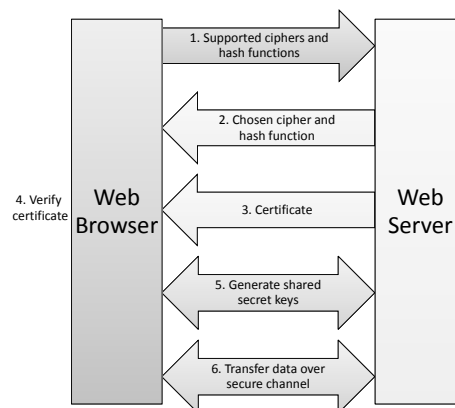 1. Supported ciphers and
hash functions
2. Chosen cipher and
hash function
3. Certificate
4. Verify
certificate
Web
Browser
Web
Server
5. Generate shared
secret keys
6. Transfer data over
secure channel